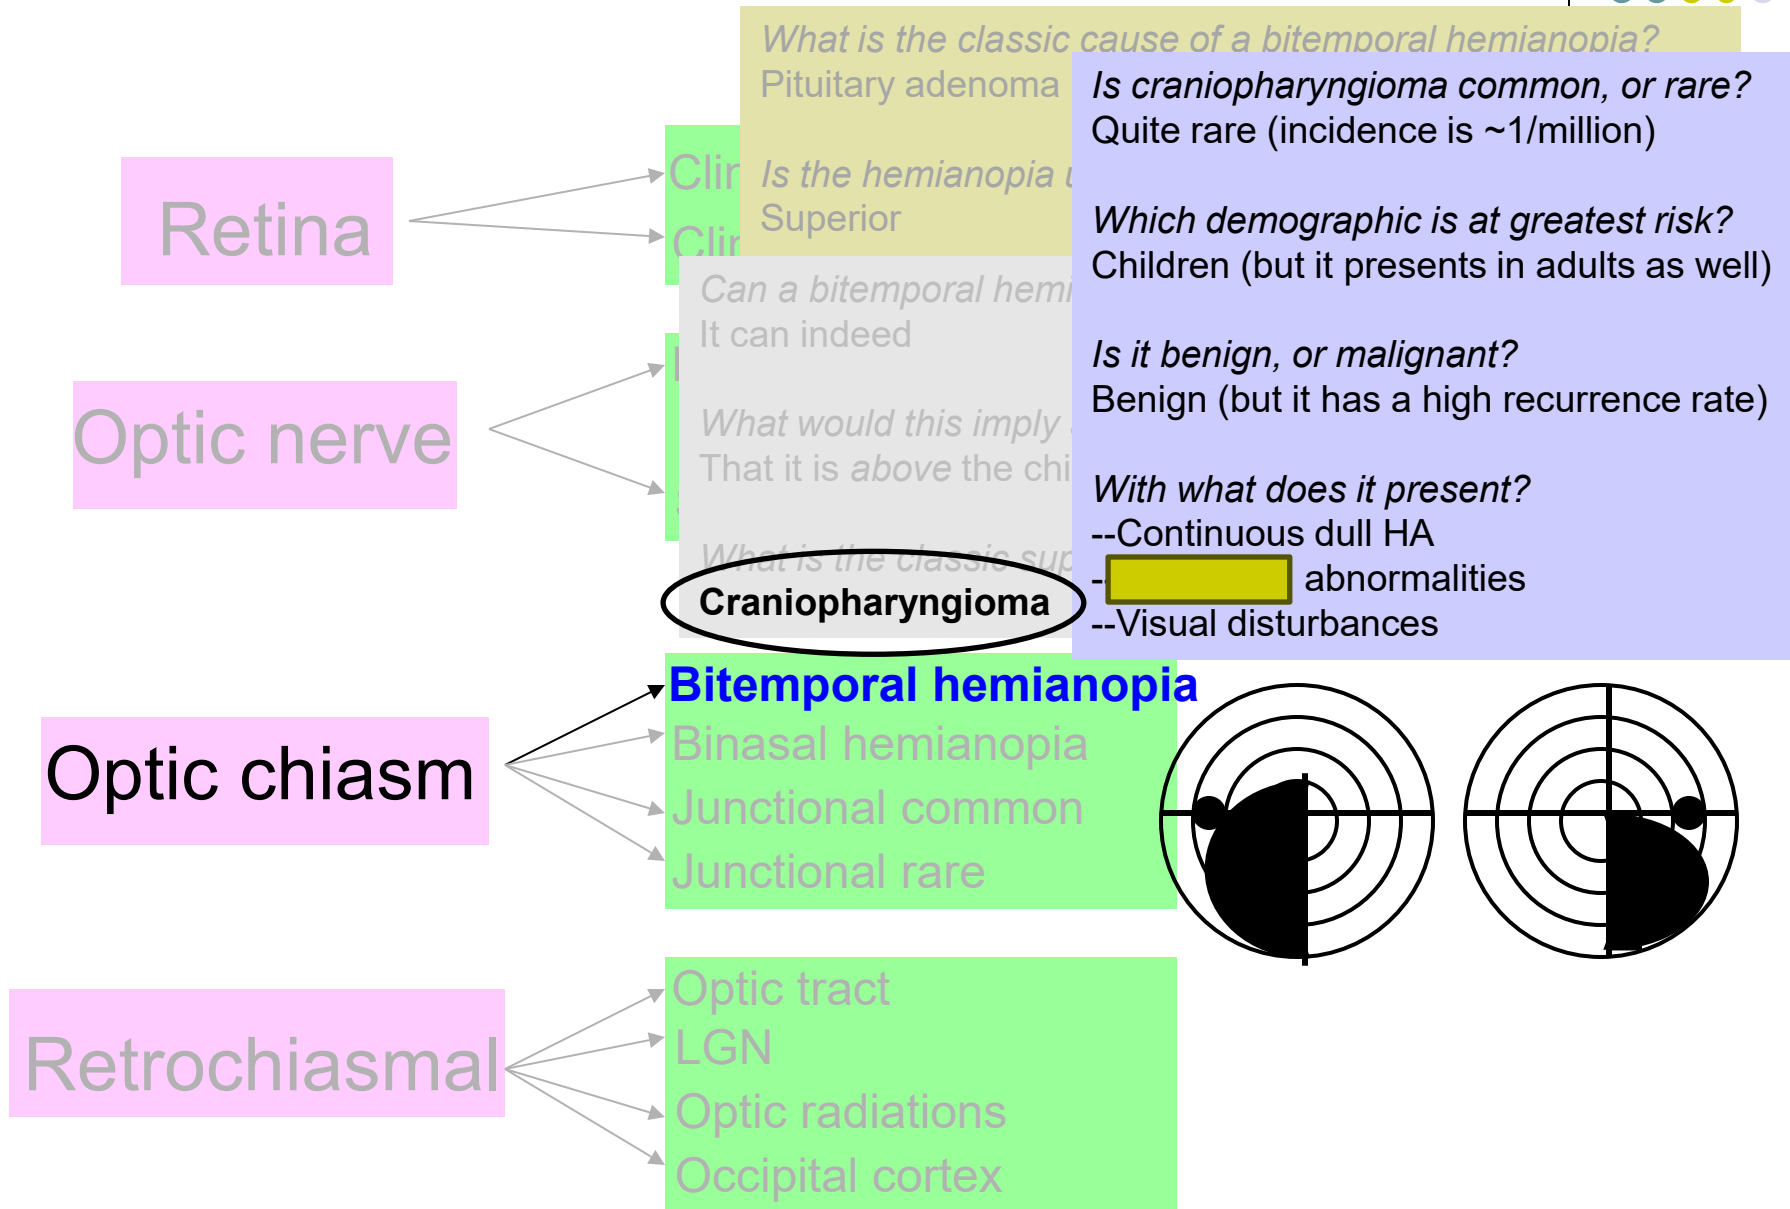 What is the classic cause of a bitemporal hemianopia?
Pituitary adenoma
Is the hemianopia
Superior
Can a bitemporal
It can indeed
What would this imply
That it is above the
What is the classic
Craniopharyngioma
Is craniopharyngioma common, or rare?
Quite rare (incidence is ~1/million)
Which demographic is at greatest risk?
Children (but it presents in adults as well)
Is it benign, or malignant?
Benign (but it has a high recurrence rate)
With what does it present?
--Continuous dull HA
- abnormalities
--Visual disturbances
Retina
Optic nerve
Optic chiasm
Bitemporal hemianopia
Binasal hemianopia
Junctional common
Junctional rare
Retrochiasmal
Optic tract
LGN
Optic radiations
Occipital cortex